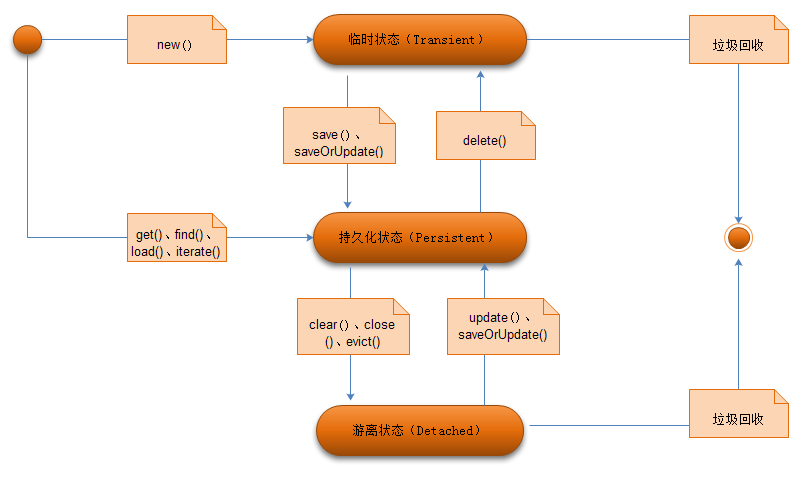 new()
临时状态（Transient）
垃圾回收
save()、
saveOrUpdate()
delete()
get()、find()、
load()、iterate()
持久化状态（Persistent）
clear()、close
()、evict()
update()、
saveOrUpdate()
游离状态（Detached）
垃圾回收